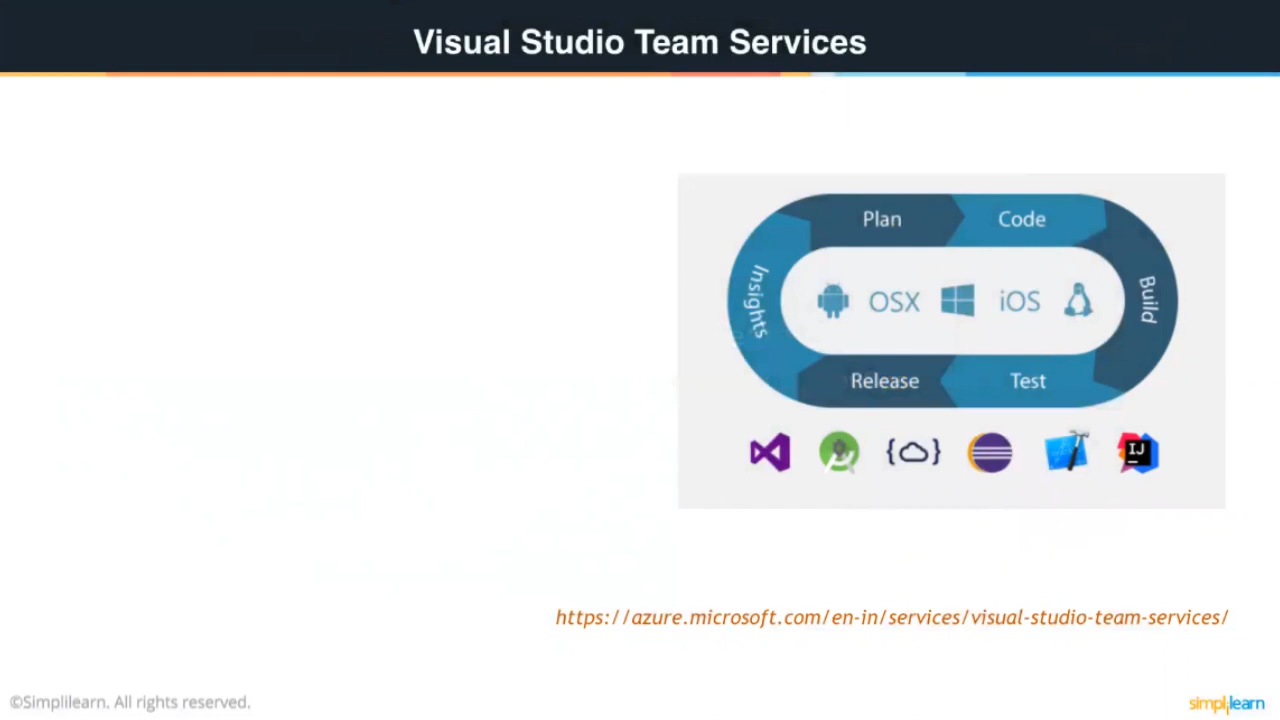 Visual Studio Team Services
Plan
Code
Insights
OSX
iOS
Build
Release
Test
IJ
https://azure.microsoft.com/en-in/services/visual-studio-team-services/
©Simplilearn. All rights reserved.
simplilearn